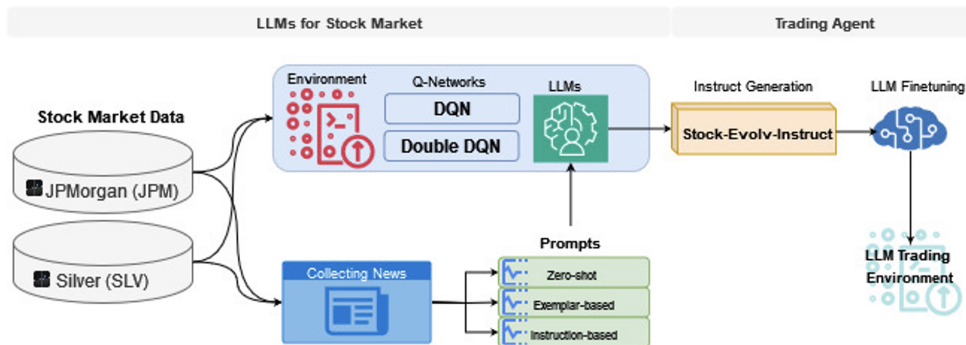 LLMs for Stock Market
Trading Agent
Stock Market Data
JPMorgan (JPM)
Silver (SLV)
Environment
Q-Networks
DQN
Double DQN
LLMs
Collecting News
Prompts
Zero-shot
Exemplar-based
Instruction-based
Instruct Generation
Stock-Evolv-Instruct
LLM Finetuning
LLM Trading
Environment